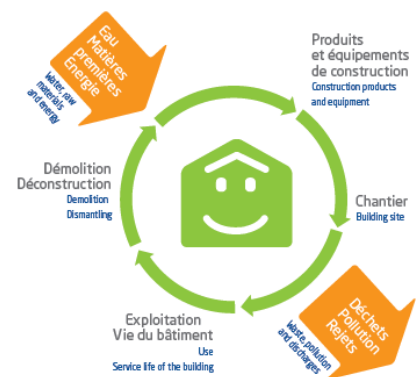 Eau
Matières
premières
Energie
Water, raw
materials
and energy
Produits
et équipements
de construction
Construction products
and equipment
Chantier
Building site
Déchets
Pollution
Rejets
Waste, pollution
and discharges
Exploitation
Vie du bâtiment
Use
Service life of the building
Démolition
Déconstruction
Demolition
Dismantling